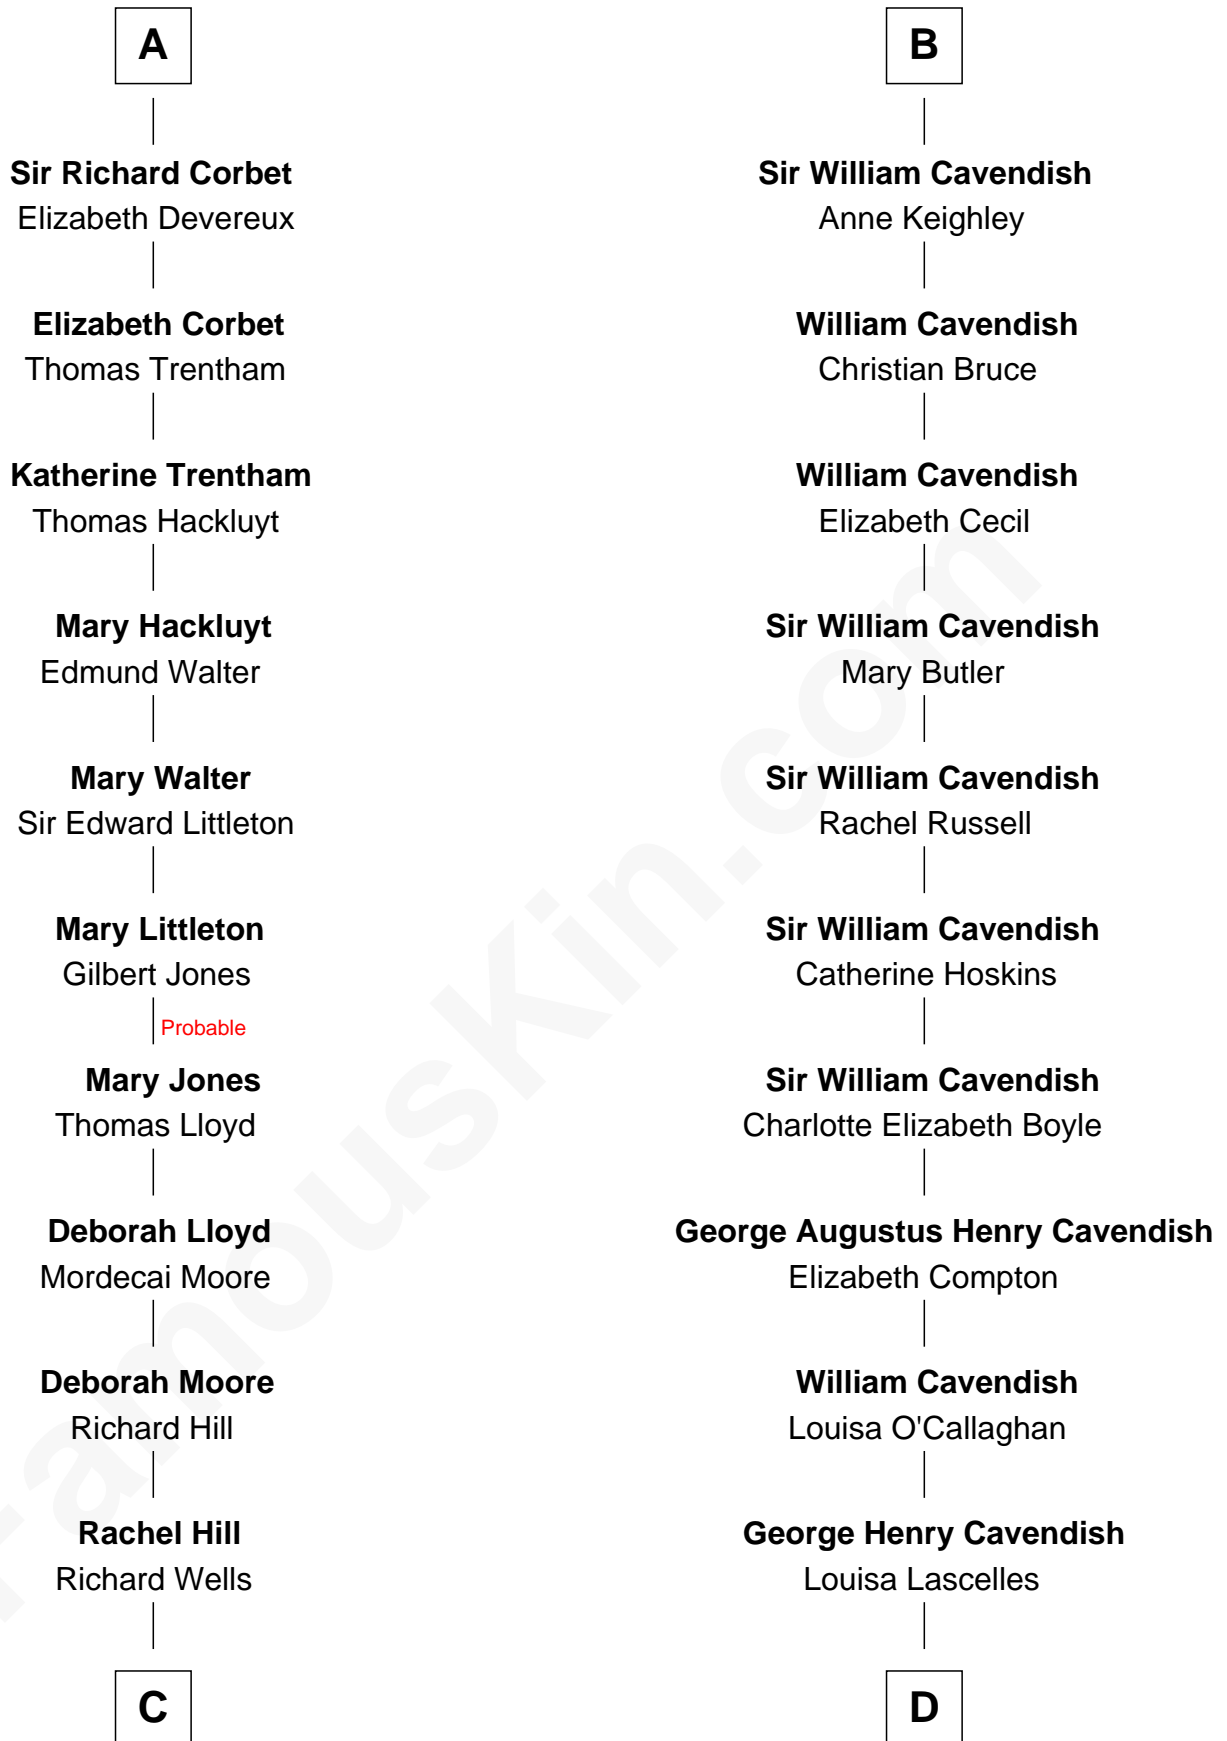 A
Sir Richard Corbet
Elizabeth Devereux
Elizabeth Corbet
Thomas Trentham
Katherine Trentham
Thomas Hackluyt
Mary Hackluyt
Edmund Walter
Mary Walter
Sir Edward Littleton
Mary Littleton
Gilbert Jones
Probable
Mary Jones
Thomas Lloyd
Deborah Lloyd
Mordecai Moore
Deborah Moore
Richard Hill
Rachel Hill
Richard Wells
C
B
Sir William Cavendish
Anne Keighley
William Cavendish
Christian Bruce
William Cavendish
Elizabeth Cecil
Sir William Cavendish
Mary Butler
Sir William Cavendish
Rachel Russell
Sir William Cavendish
Catherine Hoskins
Sir William Cavendish
Charlotte Elizabeth Boyle
George Augustus Henry Cavendish
Elizabeth Compton
William Cavendish
Louisa O'Callaghan
George Henry Cavendish
Louisa Lascelles
D
FamousKin.com